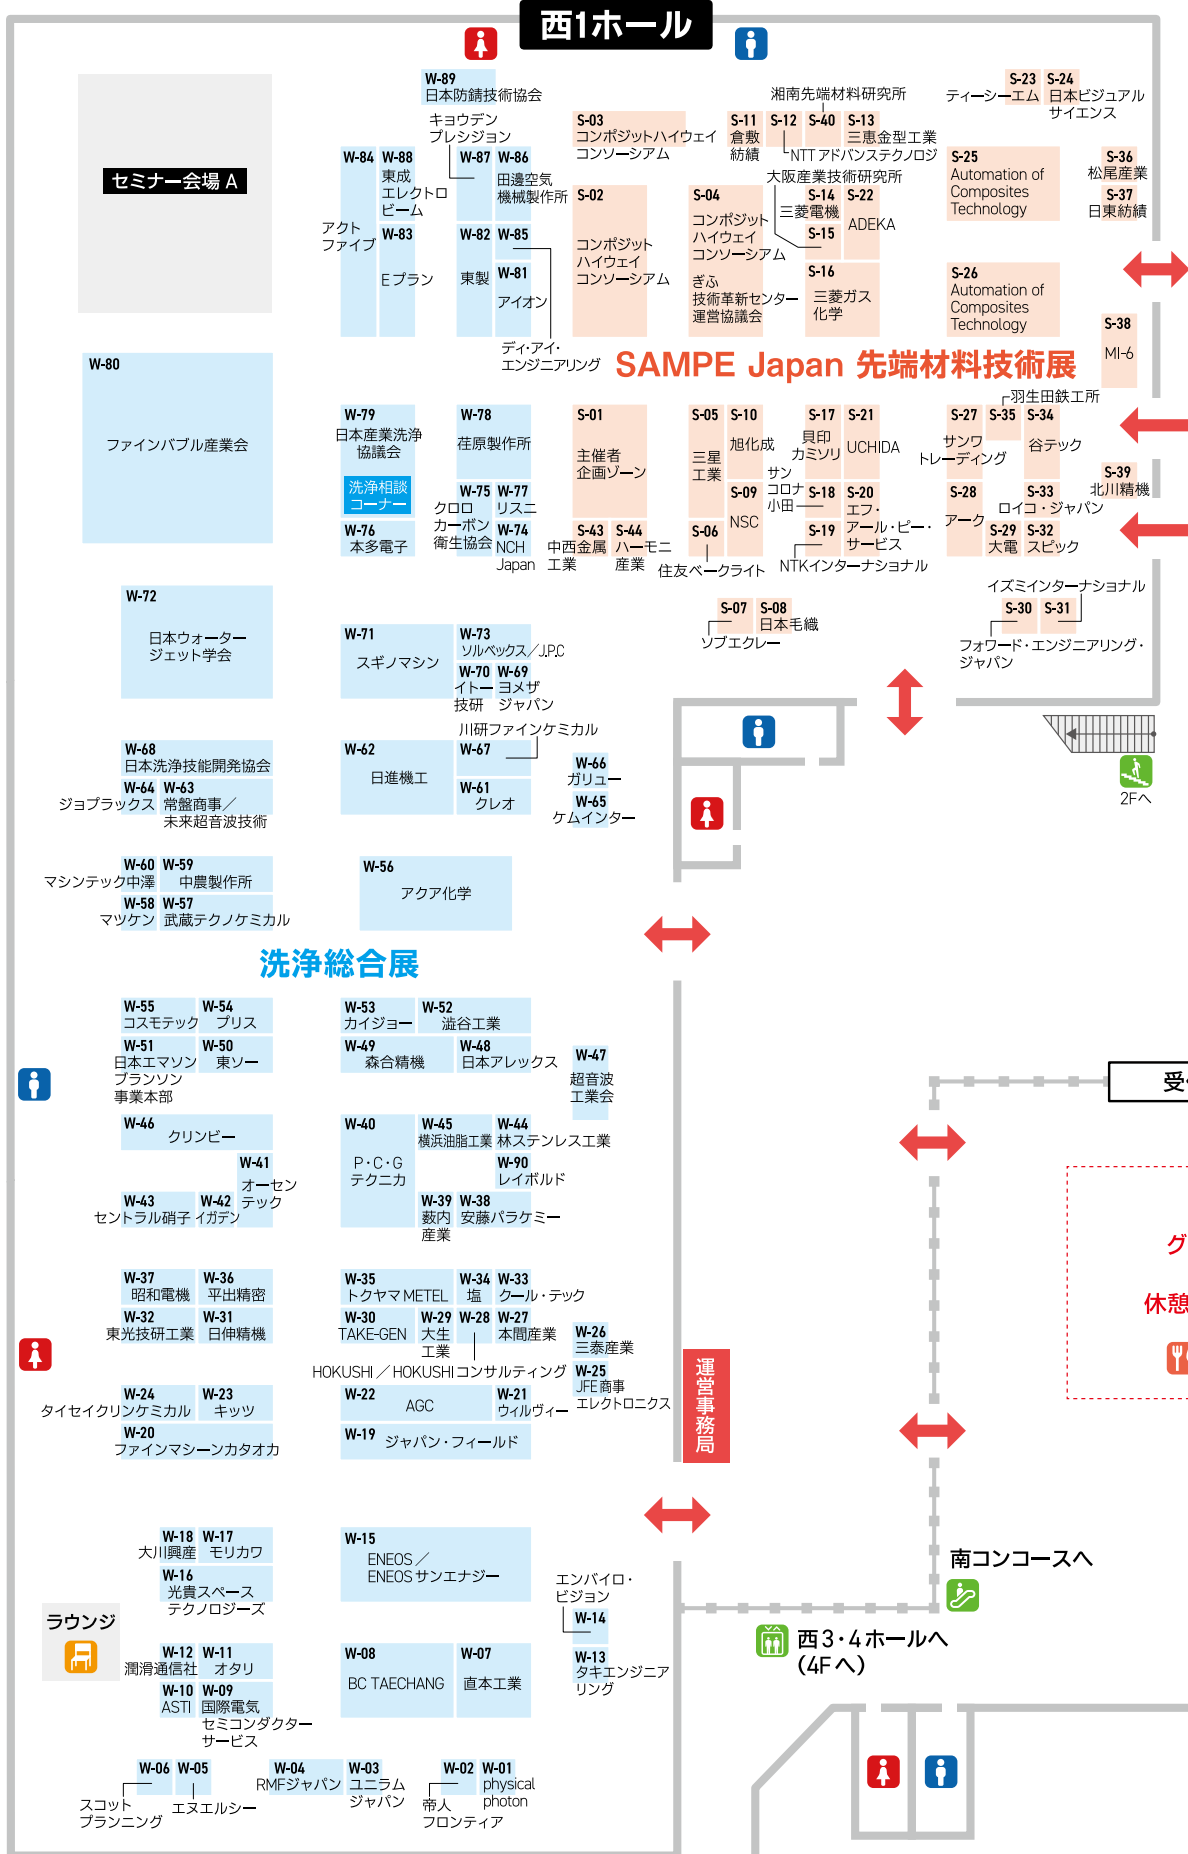 西1ホール
セミナー会場 A
W-89
日本防錆技術協会
キョウデン
プレシジョン
W-84
アクト
ファイブ
W-88
東成
エレクトロ
ビーム
W-87
W-86
田邊空気
機械製作所
W-83
Eプラン
W-82
東製
W-85
W-81
アイオン
ディ・アイ・
エンジニアリング
S-03
コンポジットハイウェイ
コンソーシアム
S-02
コンポジット
ハイウェイ
コンソーシアム
S-04
コンポジット
ハイウェイ
コンソーシアム
ぎふ
技術革新センター
運営協議会
湘南先端材料研究所
S-11
倉敷
紡績
S-12
S-40
S-13
三恵金型工業
NTTアドバンステクノロジ
大阪産業技術研究所
S-14
三菱電機
S-22
ADEKA
S-15
S-16
三菱ガス
化学
S-23
ティーシーエム
S-24
日本ビジュアル
サイエンス
S-25
Automation of
Composites
Technology
S-36
松尾産業
S-37
日東紡績
S-26
Automation of
Composites
Technology
S-38
MI-6
SAMPE Japan 先端材料技術展
W-80
ファインバブル産業会
W-79
日本産業洗浄
協議会
洗浄相談
コーナー
W-76
本多電子
W-78
荏原製作所
W-75
クロロ
カーボン
衛生協会
W-77
リスニ
W-74
NCH
Japan
S-01
主催者
企画ゾーン
S-43
中西金属
工業
S-44
ハーモニ
産業
S-05
三星
工業
S-10
旭化成
S-09
NSC
S-06
住友ベークライト
S-17
貝印
カミソリ
S-21
UCHIDA
サン
コロナ
小田
S-18
S-20
エフ・
アール・ピー・
サービス
S-19
NTKインターナショナル
羽生田鉄工所
S-27
サンワ
トレーディング
S-35
S-34
谷テック
S-39
北川精機
S-28
アーク
S-33
ロイコ・ジャパン
S-29
大電
S-32
スピック
イズミインターナショナル
S-07
ソブエクレー
S-08
日本毛織
S-30
S-31
フォワード・エンジニアリング・
ジャパン
W-72
日本ウォーター
ジェット学会
W-71
スギノマシン
W-73
ソルベックス/J.P.C
W-70
イトー
技研
W-69
ヨメザ
ジャパン
川研ファインケミカル
W-68
日本洗浄技能開発協会
W-64
ジョプラックス
W-63
常盤商事/
未来超音波技術
W-62
日進機工
W-67
W-61
クレオ
W-66
ガリュー
W-65
ケムインター
2Fへ
W-60
マシンテック中澤
W-59
中農製作所
W-58
マツケン
W-57
武蔵テクノケミカル
W-56
アクア化学
洗浄総合展
W-55
コスモテック
W-54
プリス
W-51
日本エマソン
ブランソン
事業本部
W-50
東ソー
W-53
カイジョー
W-52
澁谷工業
W-49
森合精機
W-48
日本アレックス
W-47
超音波
工業会
W-46
クリンビー
W-41
オーセン
テック
W-43
セントラル硝子
W-42
イガデン
W-40
P・C・G
テクニカ
W-45
横浜油脂工業
W-44
林ステンレス工業
W-90
レイボルド
W-39
薮内
産業
W-38
安藤パラケミー
W-37
昭和電機
W-36
平出精密
W-32
東光技研工業
W-31
日伸精機
W-35
トクヤマMETEL
W-34
塩
W-33
クール・テック
W-30
TAKE-GEN
W-29
大生
工業
W-28
W-27
本間産業
HOKUSHI/HOKUSHIコンサルティング
W-26
三泰産業
W-25
JFE商事
エレクトロニクス
W-24
タイセイクリンケミカル
W-23
キッツ
W-20
ファインマシーンカタオカ
W-22
AGC
W-21
ウィルヴィー
W-19
ジャパン・フィールド
運営事務局
受
グ
休憩
W-18
大川興産
W-17
モリカワ
W-16
光貴スペース
テクノロジーズ
W-15
ENEOS/
ENEOSサンエナジー
エンバイロ・
ビジョン
W-14
W-13
タキエンジニア
リング
南コンコースへ
西3・4ホールへ
(4Fへ)
ラウンジ
W-12
潤滑通信社
W-11
オタリ
W-10
ASTI
W-09
国際電気
セミコンダクター
サービス
W-08
BC TAECHANG
W-07
直本工業
W-06
スコット
プランニング
W-05
エヌエルシー
W-04
RMFジャパン
W-03
ユニラム
ジャパン
W-02
帝人
フロンティア
W-01
physical
photon